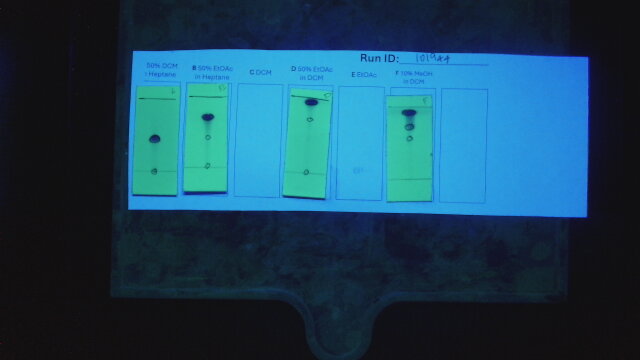 Run ID: 101944
50% DCM
n Heptane
B 50% EtOAc
in Heptane
C DCM
D 50% EtOAc
in DCM
E EtOAc
F 10% MeOH
in DCM